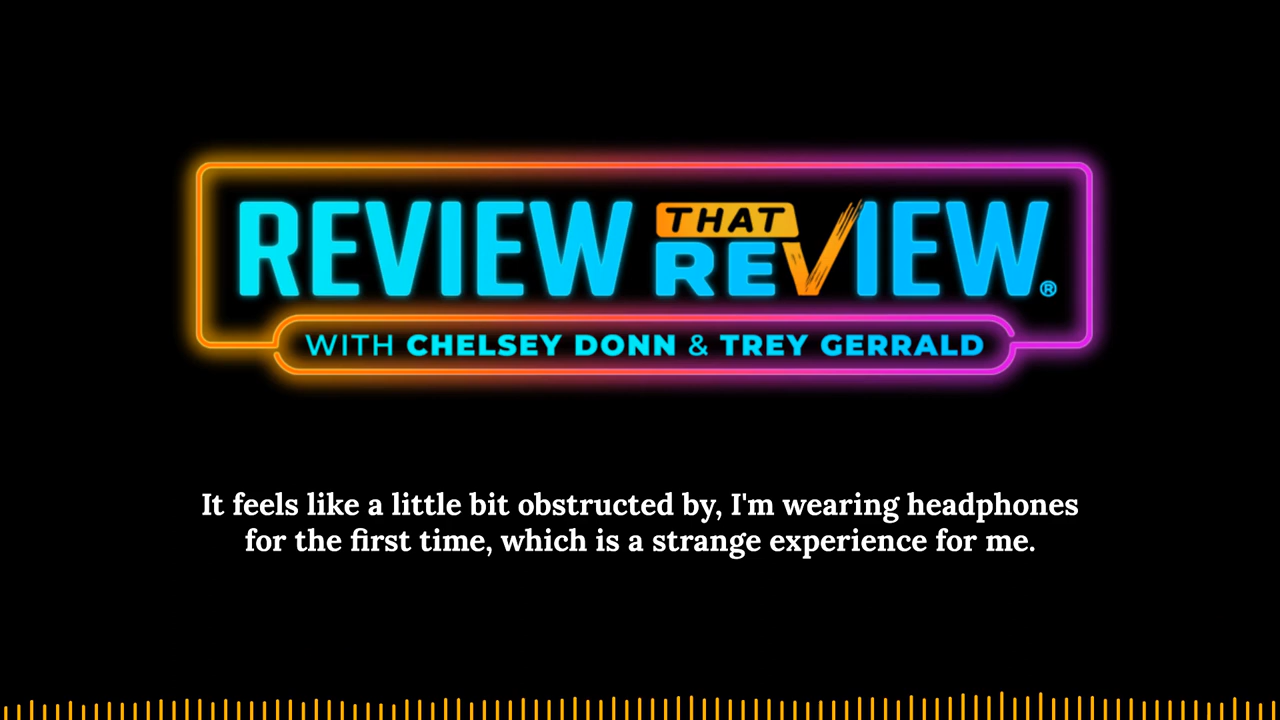 REVIEW THAT REVIEW®
WITH CHELSEY DONN & TREY GERRALD
It feels like a little bit obstructed by, I'm wearing headphones
for the first time, which is a strange experience for me.